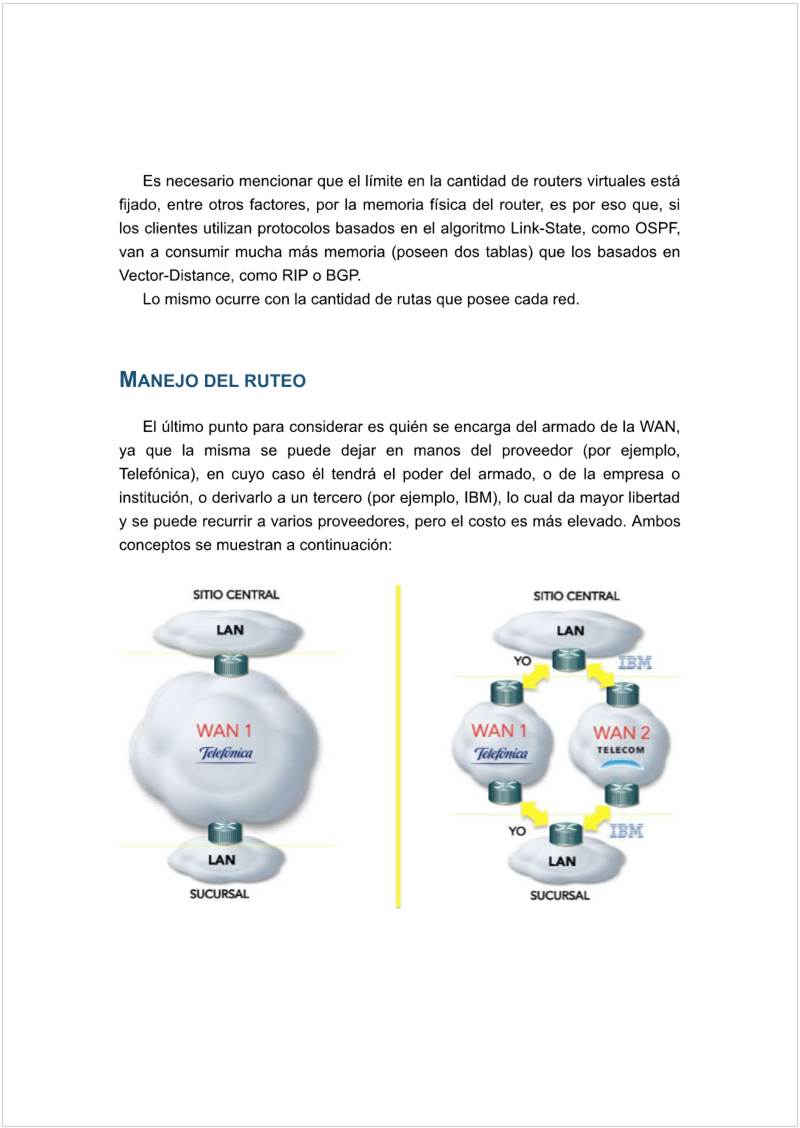 Es necesario mencionar que el límite en la cantidad de routers virtuales está
fijado, entre otros factores, por la memoria física del router, es por eso que, si
los clientes utilizan protocolos basados en el algoritmo Link-State, como OSPF,
van a consumir mucha más memoria (poseen dos tablas) que los basados en
Vector-Distance, como RIP o BGP.
Lo mismo ocurre con la cantidad de rutas que posee cada red.
MANEJO DEL RUTEO
El último punto para considerar es quién se encarga del armado de la WAN,
ya que la misma se puede dejar en manos del proveedor (por ejemplo,
Telefónica), en cuyo caso él tendrá el poder del armado, o de la empresa o
institución, o derivarlo a un tercero (por ejemplo, IBM), lo cual da mayor libertad
y se puede recurrir a varios proveedores, pero el costo es más elevado. Ambos
conceptos se muestran a continuación:
SITIO CENTRAL
LAN
WAN 1
Telefónica
LAN
SUCURSAL
SITIO CENTRAL
LAN
YO
IBM
WAN 1
Telefónica
WAN 2
TELECOM
YO
IBM
LAN
SUCURSAL